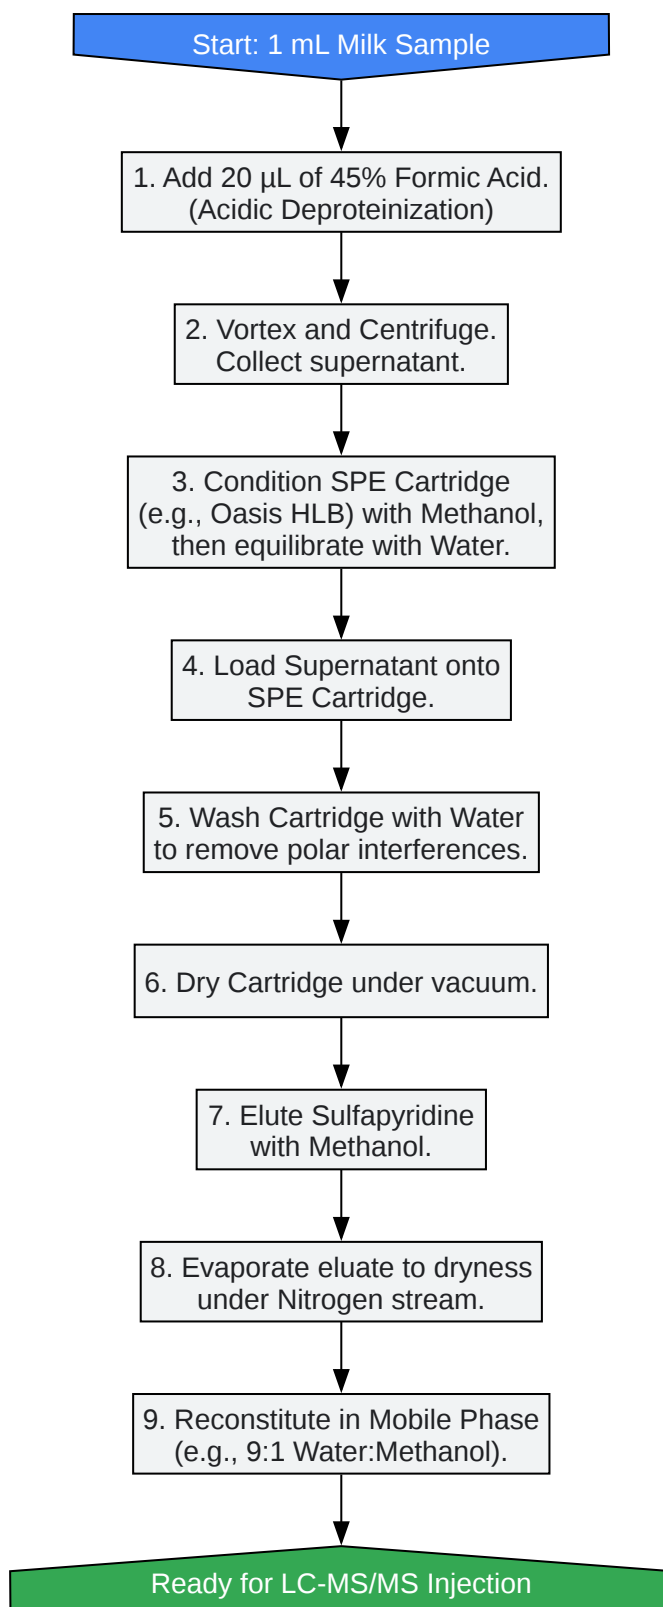 Start: 1 mL Milk Sample
1. Add 20 µL of 45% Formic Acid.
(Acidic Deproteinization)
2. Vortex and Centrifuge.
Collect supernatant.
3. Condition SPE Cartridge
(e.g., Oasis HLB) with Methanol,
then equilibrate with Water.
4. Load Supernatant onto
SPE Cartridge.
5. Wash Cartridge with Water
to remove polar interferences.
6. Dry Cartridge under vacuum.
7. Elute Sulfapyridine
with Methanol.
8. Evaporate eluate to dryness
under Nitrogen stream.
9. Reconstitute in Mobile Phase
(e.g., 9:1 Water:Methanol).
Ready for LC-MS/MS Injection